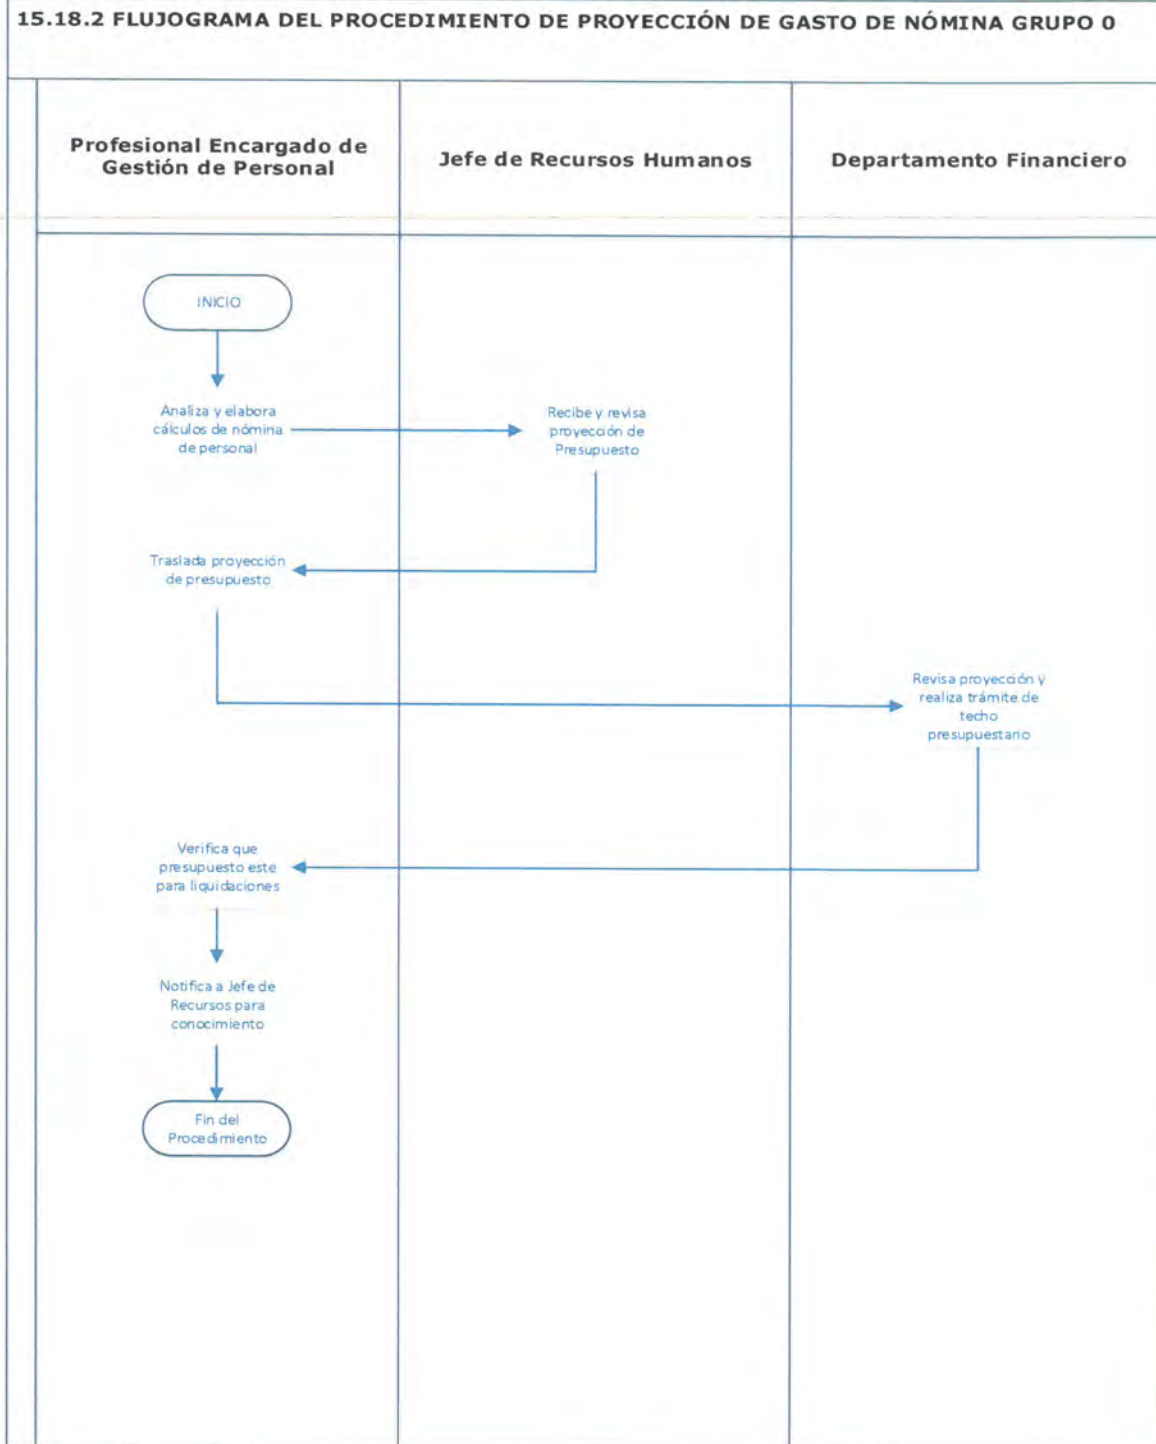 15.18.2 FLUJOGRAMA DEL PROCEDIMIENTO DE PROYECCIÓN DE GASTO DE NÓMINA GRUPO 0
Profesional Encargado de
Gestión de Personal
Jefe de Recursos Humanos
Departamento Financiero
INICIO
Analiza y elabora
cálculos de nómina
de personal
Recibe y revisa
proyección de
Presupuesto
Traslada proyección
de presupuesto
Revisa proyección y
realiza trámite de
techo
presupuestario
Verifica que
presupuesto este
para liquidaciones
Notifica a Jefe de
Recursos para
conocimiento
Fin del
Procedimiento